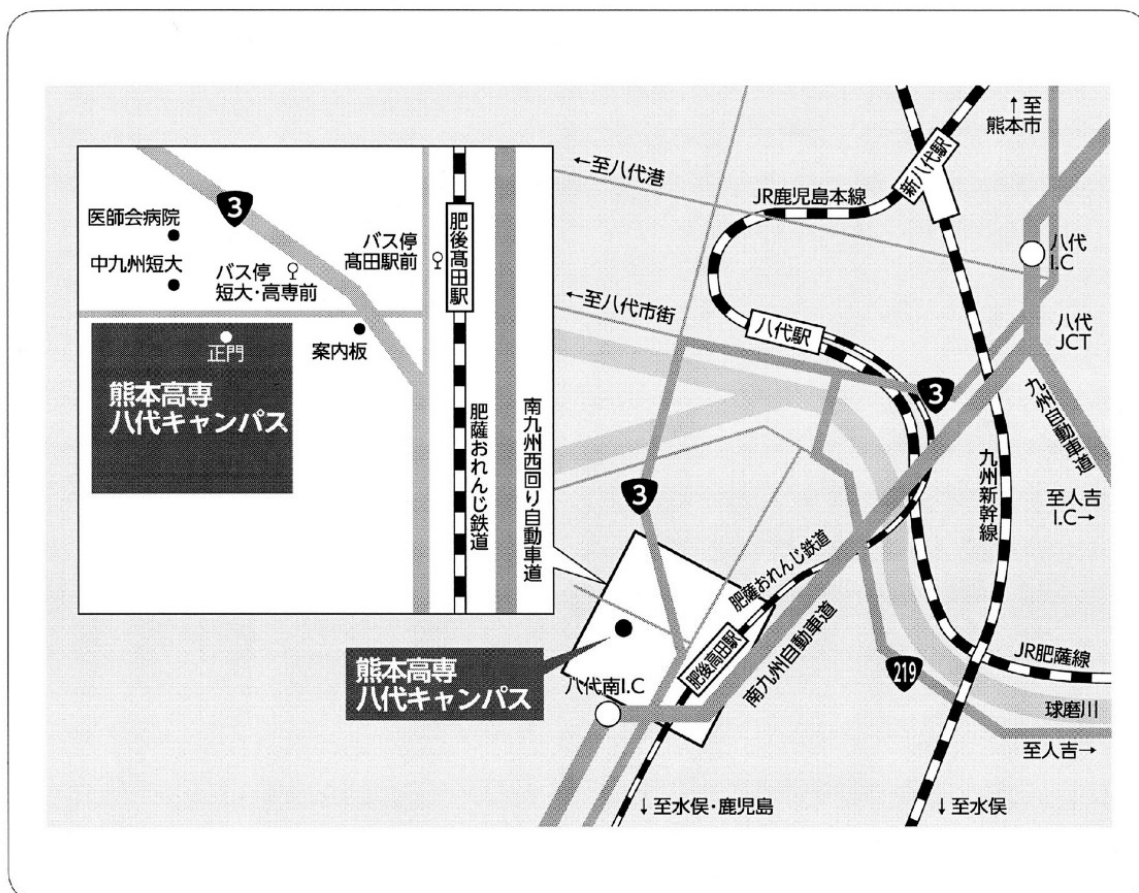 医師会病院
中九州短大
3
バス停
短大・高専前
バス停
髙田駅前
肥後髙田駅
正門
案内板
熊本高専
八代キャンパス
肥薩おれんじ鉄道
南九州西回り自動車道
←至八代港
JR鹿児島本線
新八代駅
↑至
熊本市
八代
I.C
←至八代市街
八代駅
八代
JCT
3
九州自動車道
九州新幹線
至人吉
I.C→
3
肥薩おれんじ鉄道
肥後高田駅
南九州自動車道
熊本高専
八代キャンパス
八代南I.C
219
JR肥薩線
球磨川
至人吉→
↓至水俣・鹿児島
↓至水俣